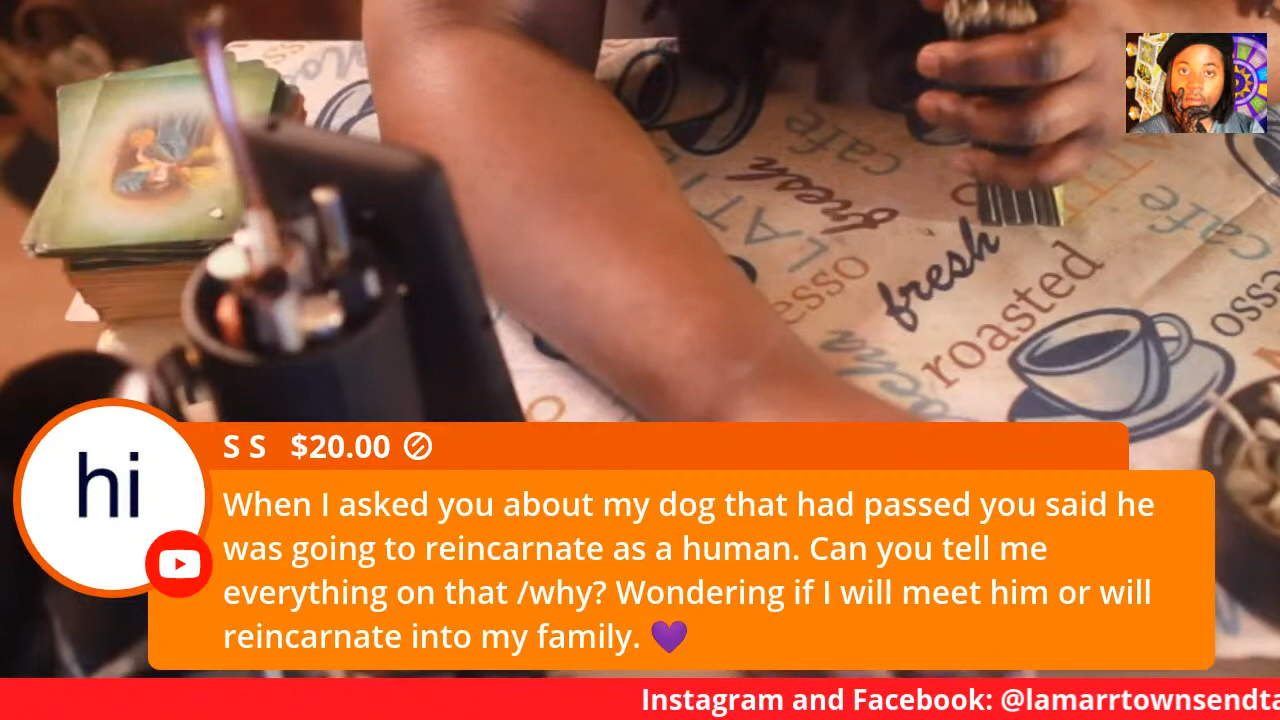 cafe
fresh
LATTE
esso
fresh
roasted
cafe
hi
S S $20.00
When I asked you about my dog that had passed you said he
was going to reincarnate as a human. Can you tell me
everything on that /why? Wondering if I will meet him or will
reincarnate into my family. 💜
Instagram and Facebook: @lamarrtownsendta